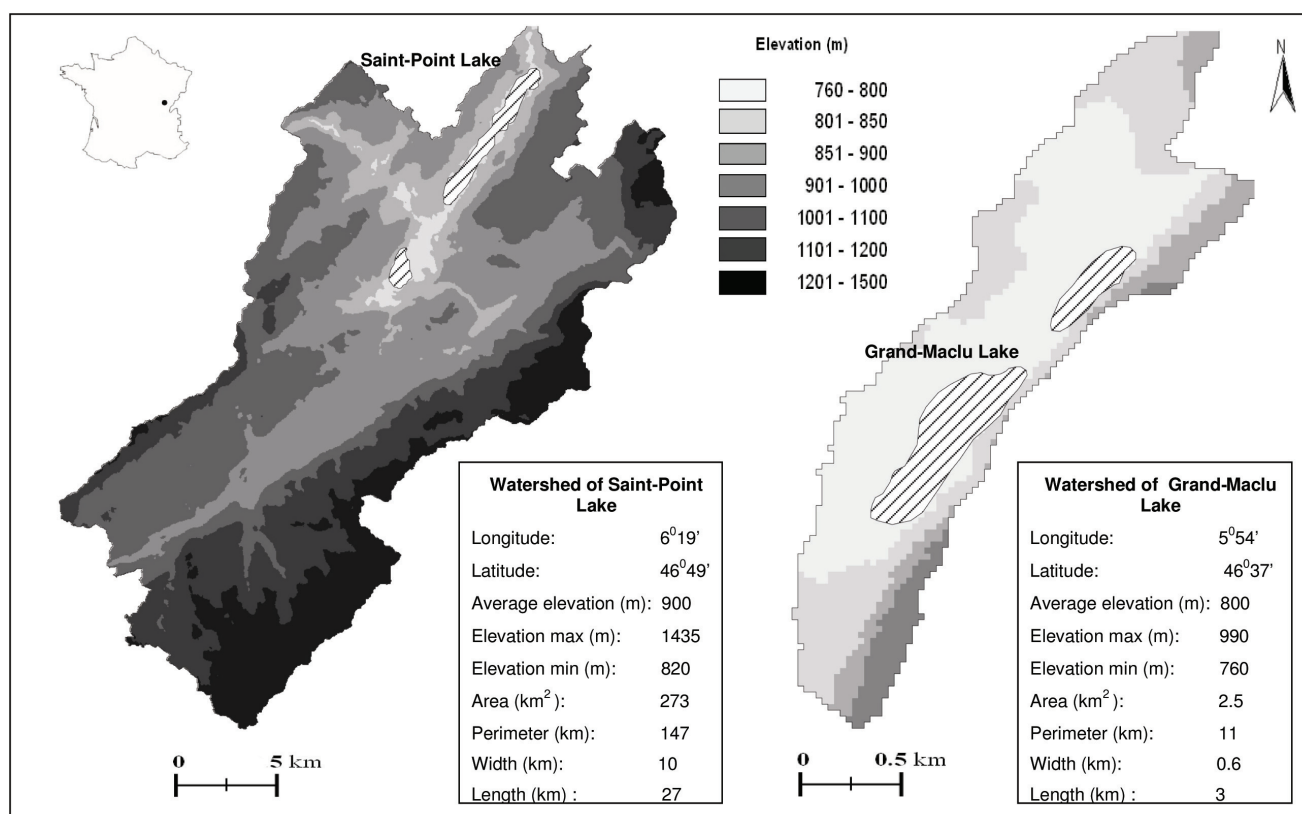 Saint-Point Lake
Elevation (m)
760 - 800
801 - 850
851 - 900
901 - 1000
1001 - 1100
1101 - 1200
1201 - 1500
N
Grand-Maclu Lake
Watershed of Saint-Point
Lake
Longitude: 6⁰19'
Latitude: 46⁰49'
Average elevation (m): 900
Elevation max (m): 1435
Elevation min (m): 820
Area (km²): 273
Perimeter (km): 147
Width (km): 10
Length (km) : 27
Watershed of Grand-Maclu
Lake
Longitude: 5⁰54'
Latitude: 46⁰37'
Average elevation (m): 800
Elevation max (m): 990
Elevation min (m): 760
Area (km²): 2.5
Perimeter (km): 11
Width (km): 0.6
Length (km) : 3
0 5 km
0 0.5 km